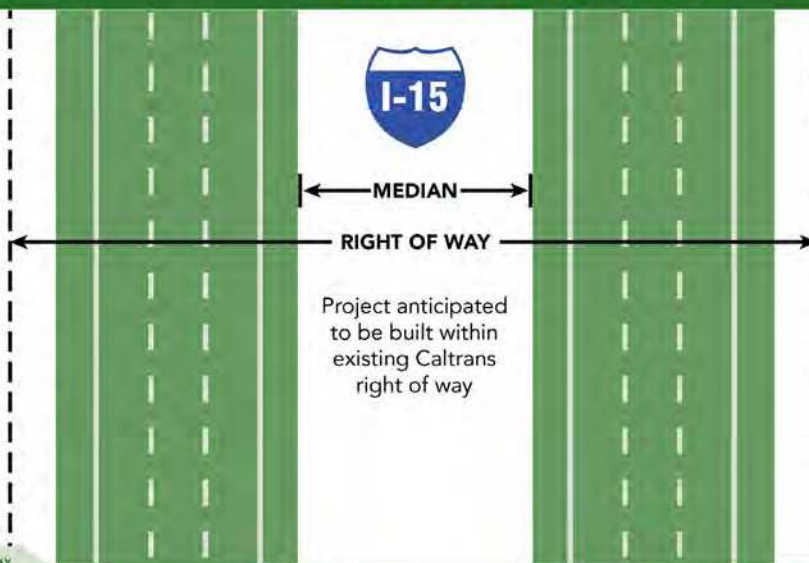 I-15
MEDIAN
RIGHT OF WAY
Project anticipated
to be built within
existing Caltrans
right of way